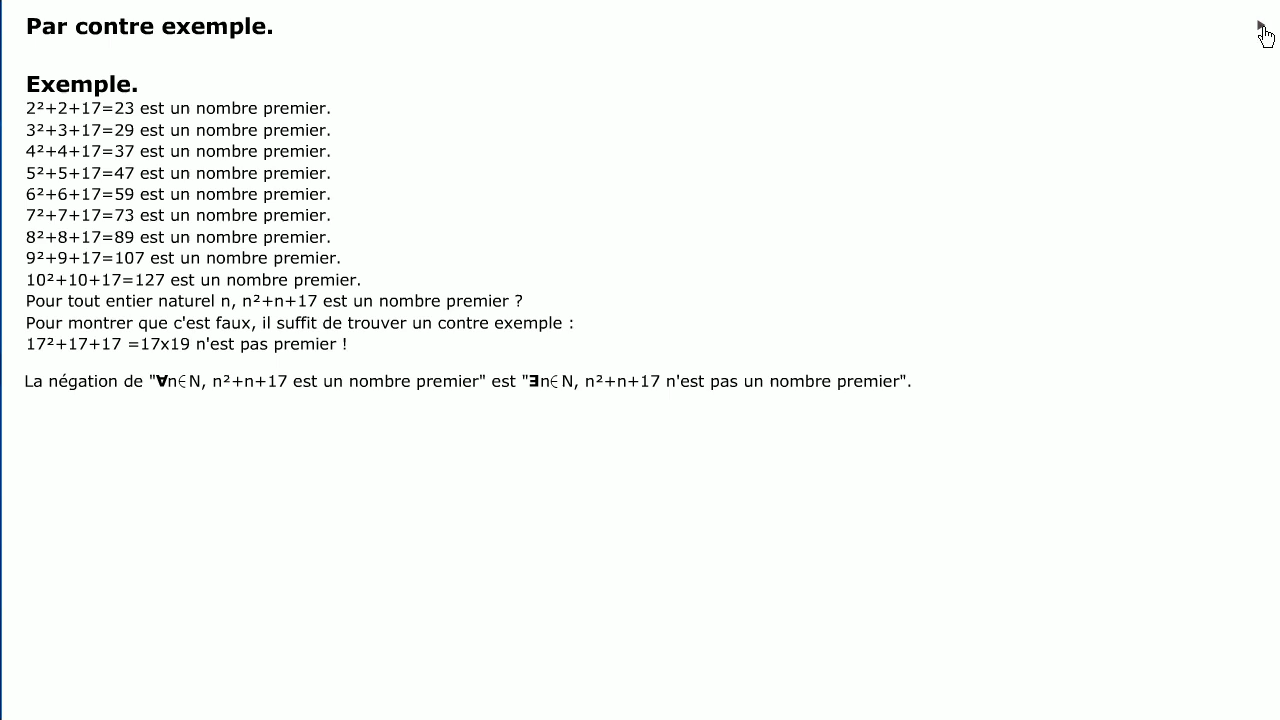 Par contre exemple.
Exemple.
2²+2+17=23 est un nombre premier.
3²+3+17=29 est un nombre premier.
4²+4+17=37 est un nombre premier.
5²+5+17=47 est un nombre premier.
6²+6+17=59 est un nombre premier.
7²+7+17=73 est un nombre premier.
8²+8+17=89 est un nombre premier.
9²+9+17=107 est un nombre premier.
10²+10+17=127 est un nombre premier.
Pour tout entier naturel n, n²+n+17 est un nombre premier ?
Pour montrer que c'est faux, il suffit de trouver un contre exemple :
17²+17+17 =17x19 n'est pas premier !
La négation de "∀n∈N, n²+n+17 est un nombre premier" est "∃n∈N, n²+n+17 n'est pas un nombre premier".